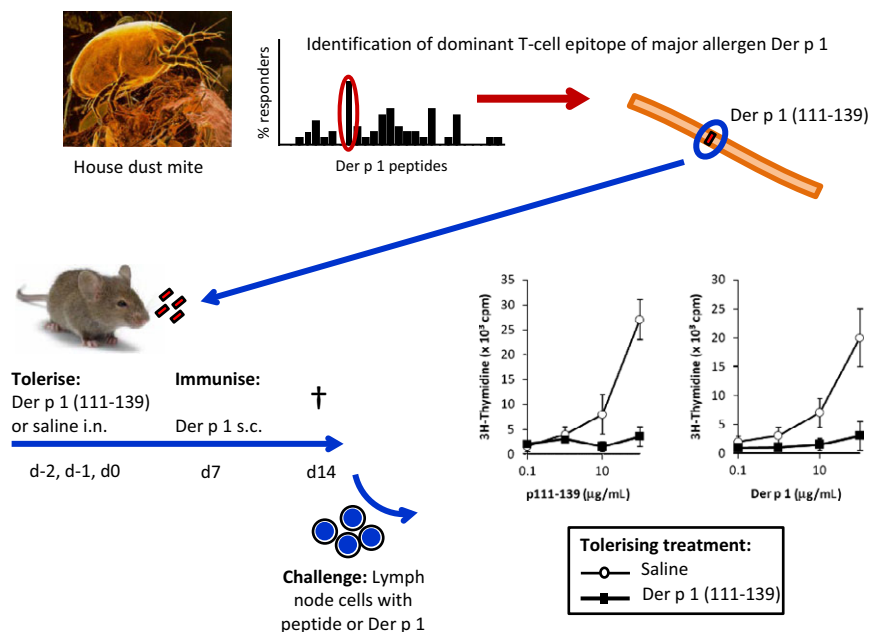 Identification of dominant T-cell epitope of major allergen Der p 1
% responders
Der p 1 (111-139)
House dust mite
Der p 1 peptides
Tolerise:
Der p 1 (111-139)
or saline i.n.
Immunise:
Der p 1 s.c.
†
d-2, d-1, d0
d7
d14
Challenge: Lymph
node cells with
peptide or Der p 1
3H-Thymidine (x 10³ cpm)
35
30
25
20
15
10
5
0
0.1
10
p111-139 (µg/mL)
3H-Thymidine (x 10³ cpm)
35
30
25
20
15
10
5
0
0.1
10
Der p 1 (µg/mL)
Tolerising treatment:
Saline
Der p 1 (111-139)